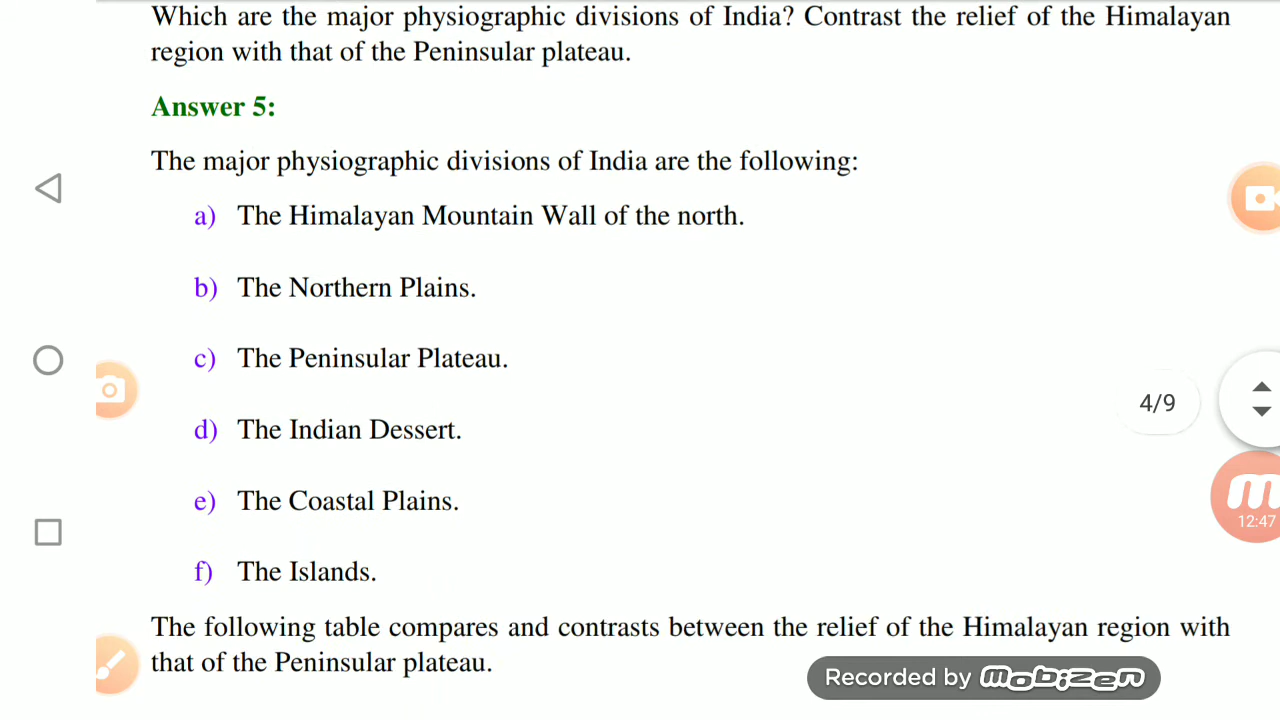 Which are the major physiographic divisions of India? Contrast the relief of the Himalayan
region with that of the Peninsular plateau.
Answer 5:
The major physiographic divisions of India are the following:
a) The Himalayan Mountain Wall of the north.
b) The Northern Plains.
c) The Peninsular Plateau.
4/9
d) The Indian Dessert.
e) The Coastal Plains.
12:47
f) The Islands.
The following table compares and contrasts between the relief of the Himalayan region with
that of the Peninsular plateau.
Recorded by mobizen